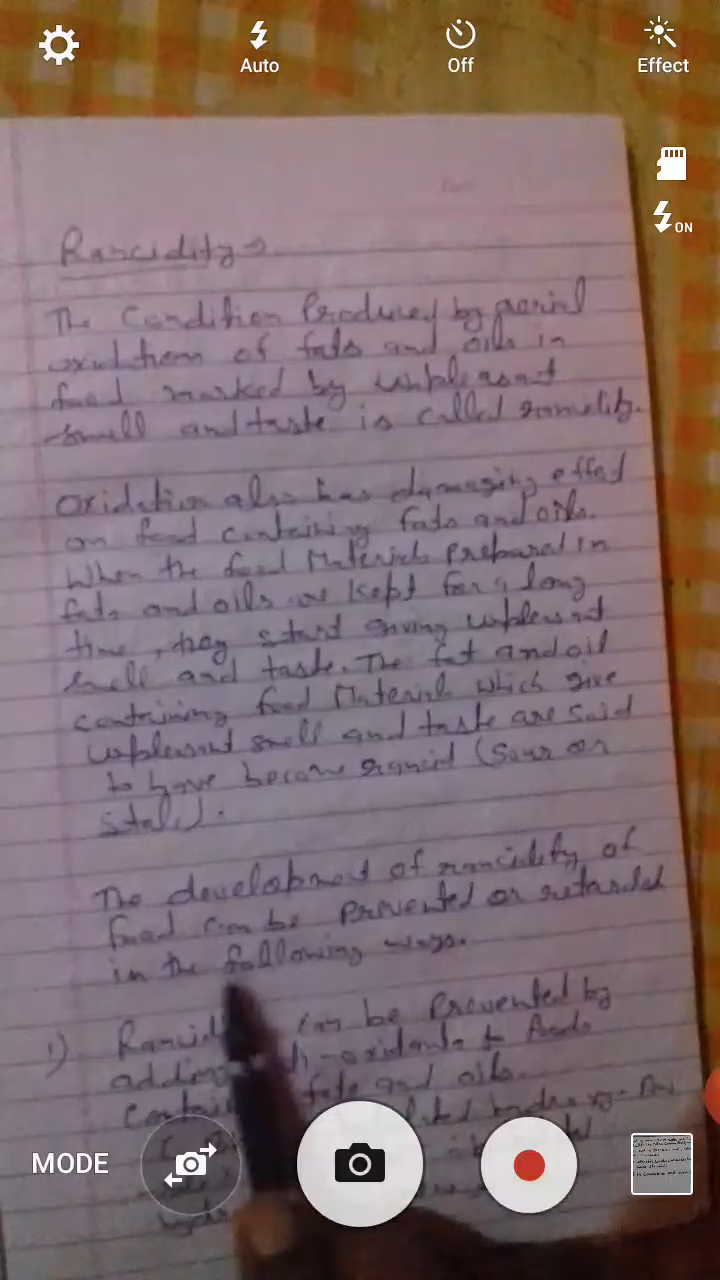 Auto
Off
Effect
ON
Rancidity→
The Condition Produced by aerial
oxidation of fats and oils in
food marked by unpleasant
smell and taste is called rancidity.
Oxidation also has damaging effect
on food containing fats and oils.
When the food Materials prepared in
fats and oils are kept for a long
time, they start giving unpleasant
smell and taste. The fat and oil
containing food Materials which give
unpleasant smell and taste are said
to have become rancid (sour or
stale).
The development of rancidity of
food can be prevented or retarded
in the following ways.
1) can be prevented by
adding to foods
fats and oils.
MODE